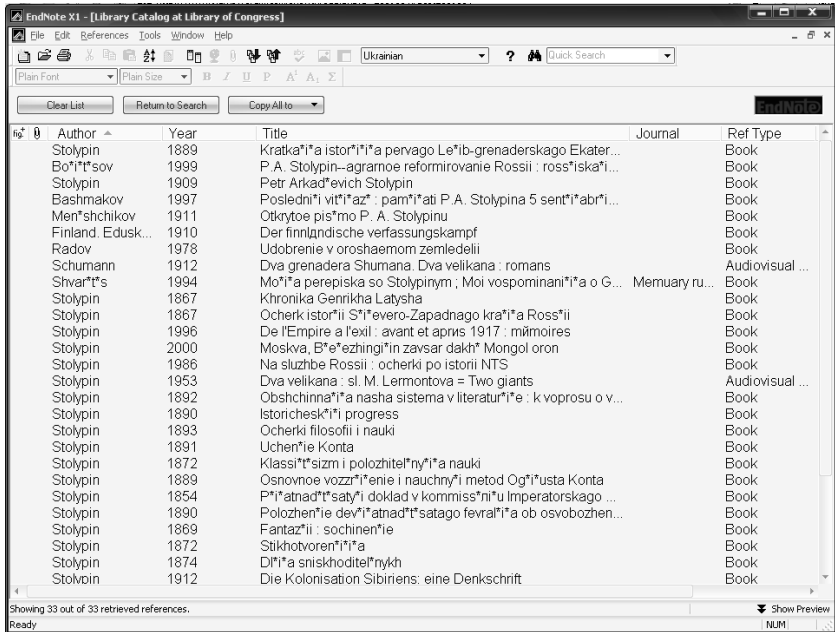 EndNote X1 - [Library Catalog at Library of Congress]
File Edit References Tools Window Help
Ukrainian ? Quick Search
Plain Font Plain Size B I U P A¹ A₁ Σ
Clear List Return to Search Copy All to EndNote
fig Author Year Title Journal Ref Type
Stolypin 1889 Kratka*i*a istor*i*i*a pervago Le*ib-grenaderskago Ekater... Book
Bo*i*t*sov 1999 P.A. Stolypin--agrarnoe reformirovanie Rossii : ross*iska*i... Book
Stolypin 1909 Petr Arkad*evich Stolypin Book
Bashmakov 1997 Posledni*i vit*i*az* : pam*i*ati P.A. Stolypina 5 sent*i*abr*i... Book
Men*shchikov 1911 Otkrytoe pis*mo P. A. Stolypinu Book
Finland. Edusk... 1910 Der finnlдndische verfassungskampf Book
Radov 1978 Udobrenie v oroshaemom zemledelii Book
Schumann 1912 Dva grenadera Shumana. Dva velikana : romans Audiovisual ...
Shvar*t*s 1994 Mo*i*a perepiska so Stolypinym ; Moi vospominani*i*a o G... Memuary ru... Book
Stolypin 1867 Khronika Genrikha Latysha Book
Stolypin 1867 Ocherk istor*ii S*i*evero-Zapadnago kra*i*a Ross*ii Book
Stolypin 1996 De l'Empire a l'exil : avant et aprиs 1917 : mйmoires Book
Stolypin 2000 Moskva, B*e*ezhingi*in zavsar dakh* Mongol oron Book
Stolypin 1986 Na sluzhbe Rossii : ocherki po istorii NTS Book
Stolypin 1953 Dva velikana : sl. M. Lermontova = Two giants Audiovisual ...
Stolypin 1892 Obshchinna*i*a nasha sistema v literatur*i*e : k voprosu o v... Book
Stolypin 1890 Istorichesk*i*i progress Book
Stolypin 1893 Ocherki filosofii i nauki Book
Stolypin 1891 Uchen*ie Konta Book
Stolypin 1872 Klassi*t*sizm i polozhitel*ny*i*a nauki Book
Stolypin 1889 Osnovnoe vozzr*i*enie i nauchny*i metod Og*i*usta Konta Book
Stolypin 1854 P*i*atnad*t*saty*i doklad v kommiss*ni*u Imperatorskago ... Book
Stolypin 1890 Polozhen*ie dev*i*atnad*t*satago fevral*i*a ob osvobozhen... Book
Stolypin 1869 Fantaz*ii : sochinen*ie Book
Stolypin 1872 Stikhotvoren*i*i*a Book
Stolypin 1874 Dl*i*a sniskhoditel*nykh Book
Stolypin 1912 Die Kolonisation Sibiriens: eine Denkschrift Book
Showing 33 out of 33 retrieved references. Show Preview
Ready NUM